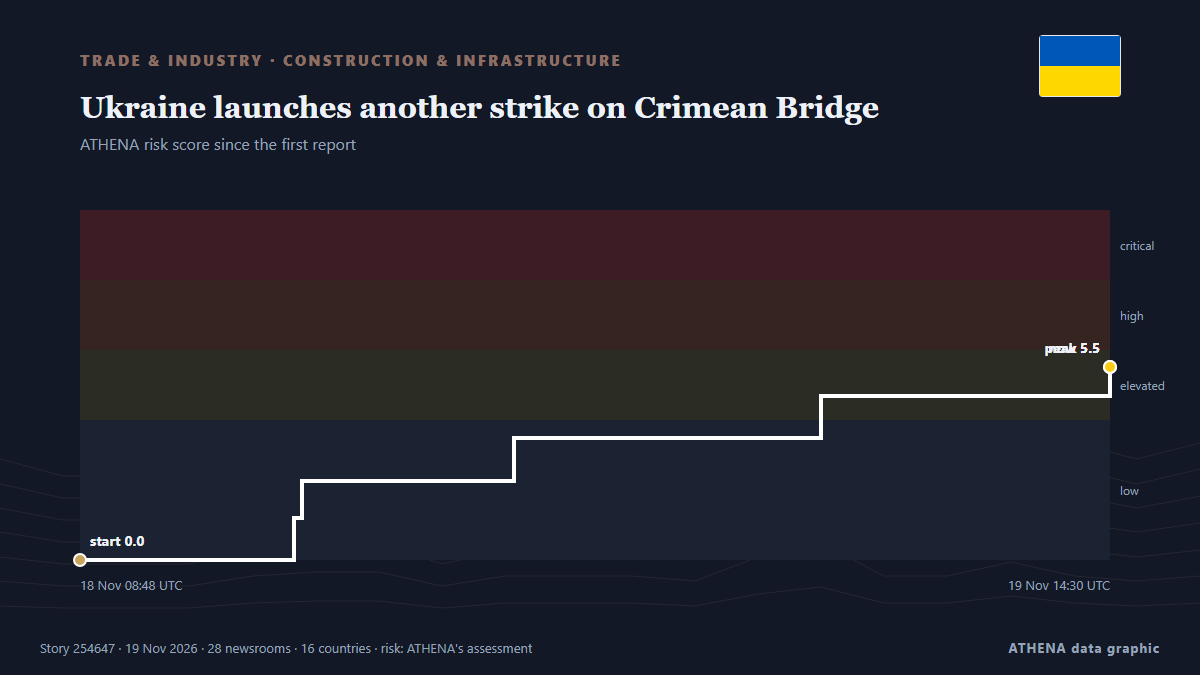 TRADE & INDUSTRY · CONSTRUCTION & INFRASTRUCTURE
Ukraine launches another strike on Crimean Bridge
ATHENA risk score since the first report
critical
high
peak 5.5
elevated
low
start 0.0
18 Nov 08:48 UTC
19 Nov 14:30 UTC
Story 254647 · 19 Nov 2026 · 28 newsrooms · 16 countries · risk: ATHENA's assessment
ATHENA data graphic